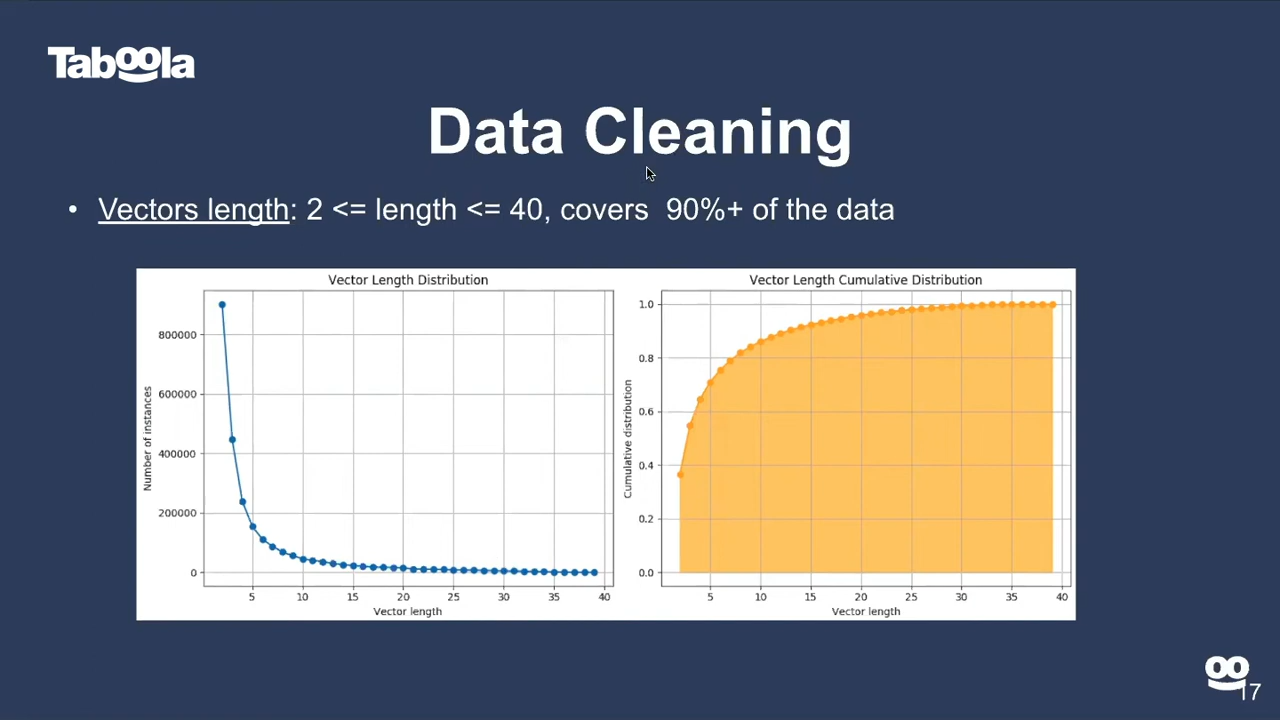 Taboola
Data Cleaning
• Vectors length: 2 <= length <= 40, covers 90%+ of the data
Vector Length Distribution
Number of instances
800000
600000
400000
200000
0
5 10 15 20 25 30 35 40
Vector length
Vector Length Cumulative Distribution
Cumulative distribution
1.0
0.8
0.6
0.4
0.2
0.0
5 10 15 20 25 30 35 40
Vector length
17